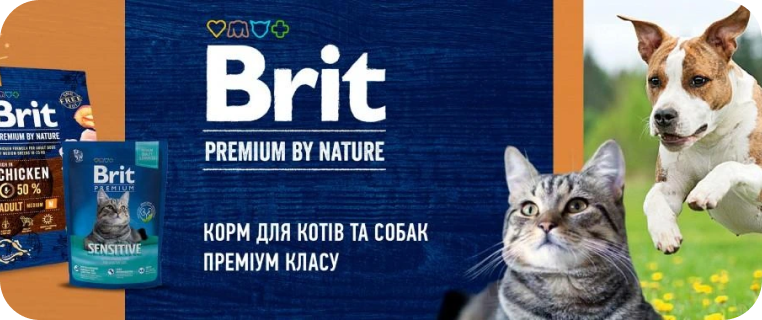 Brit
PREMIUM BY NATURE
КОРМ ДЛЯ КОТІВ ТА СОБАК
ПРЕМІУМ КЛАСУ
Brit
PREMIUM BY NATURE
CHICKEN
50 %
ADULT
MEDIUM
M
Brit
PREMIUM
SENSITIVE